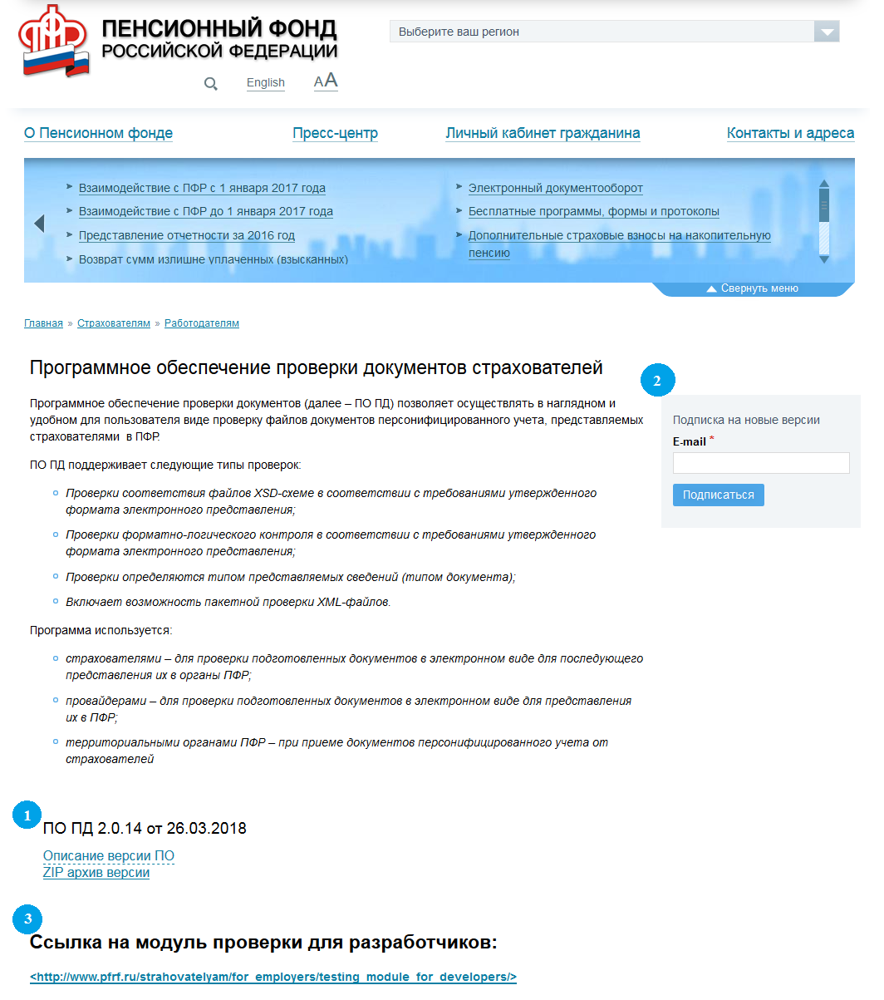 ПФР
ПЕНСИОННЫЙ ФОНД
РОССИЙСКОЙ ФЕДЕРАЦИИ
Выберите ваш регион
English
AA
О Пенсионном фонде
Пресс-центр
Личный кабинет гражданина
Контакты и адреса
Взаимодействие с ПФР с 1 января 2017 года
Взаимодействие с ПФР до 1 января 2017 года
Представление отчетности за 2016 год
Возврат сумм излишне уплаченных (взысканных)
Электронный документооборот
Бесплатные программы, формы и протоколы
Дополнительные страховые взносы на накопительную
пенсию
Свернуть меню
Главная » Страхователям » Работодателям
Программное обеспечение проверки документов страхователей
Программное обеспечение проверки документов (далее – ПО ПД) позволяет осуществлять в наглядном и
удобном для пользователя виде проверку файлов документов персонифицированного учета, представляемых
страхователями в ПФР.
ПО ПД поддерживает следующие типы проверок:
Проверки соответствия файлов XSD-схеме в соответствии с требованиями утвержденного
формата электронного представления;
Проверки форматно-логического контроля в соответствии с требованиями утвержденного
формата электронного представления;
Проверки определяются типом представляемых сведений (типом документа);
Включает возможность пакетной проверки XML-файлов.
Программа используется:
страхователями – для проверки подготовленных документов в электронном виде для последующего
представления их в органы ПФР;
провайдерами – для проверки подготовленных документов в электронном виде для представления
их в ПФР;
территориальными органами ПФР – при приеме документов персонифицированного учета от
страхователей
2
Подписка на новые версии
E-mail *
Подписаться
1
ПО ПД 2.0.14 от 26.03.2018
Описание версии ПО
ZIP архив версии
3
Ссылка на модуль проверки для разработчиков:
<http://www.pfrf.ru/strahovatelyam/for_employers/testing_module_for_developers/>